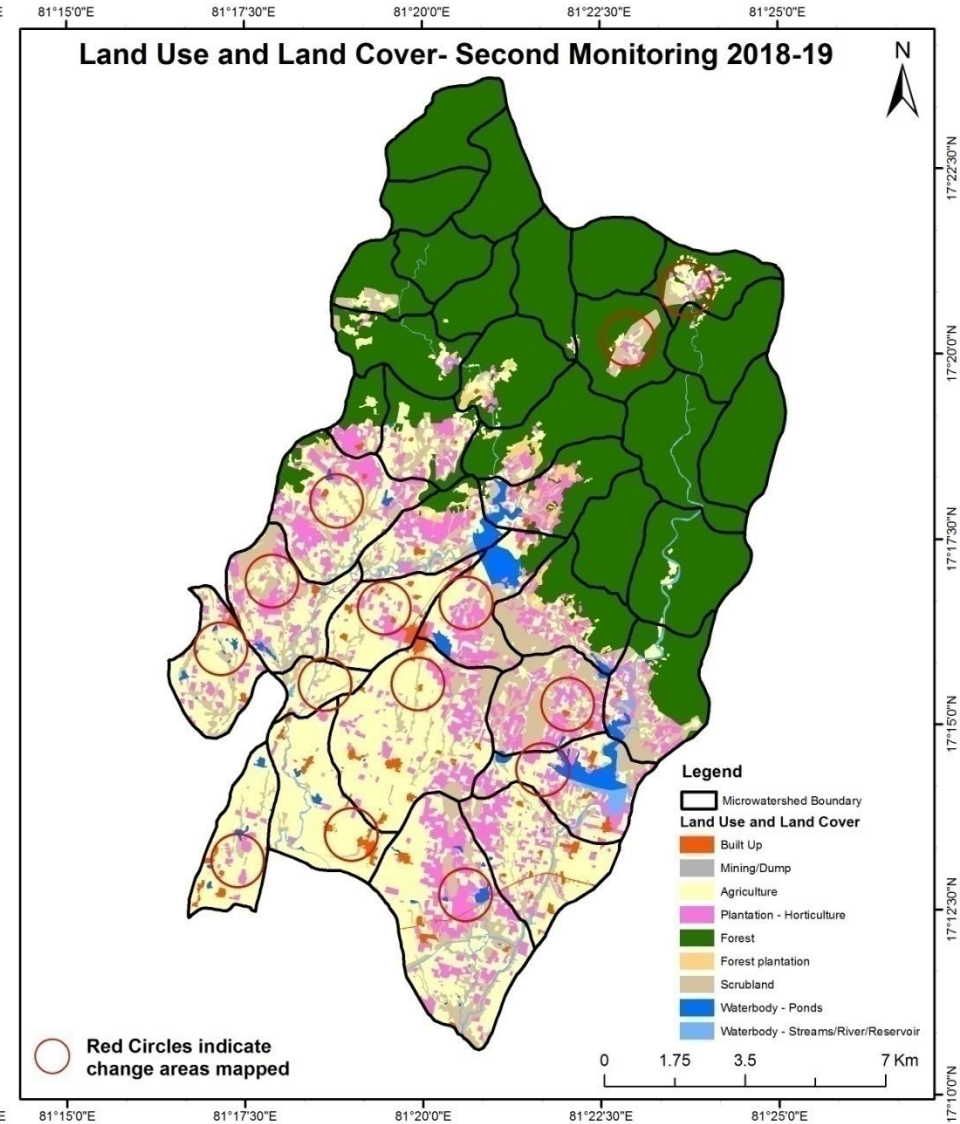 E 81°15'0"E 81°17'30"E 81°20'0"E 81°22'30"E 81°25'0"E
Land Use and Land Cover- Second Monitoring 2018-19
N
17°22'30"N
17°20'0"N
17°17'30"N
17°15'0"N
17°12'30"N
17°10'0"N
Legend
Microwatershed Boundary
Land Use and Land Cover
Built Up
Mining/Dump
Agriculture
Plantation - Horticulture
Forest
Forest plantation
Scrubland
Waterbody - Ponds
Waterbody - Streams/River/Reservoir
Red Circles indicate
change areas mapped
0 1.75 3.5 7 Km
E 81°15'0"E 81°17'30"E 81°20'0"E 81°22'30"E 81°25'0"E